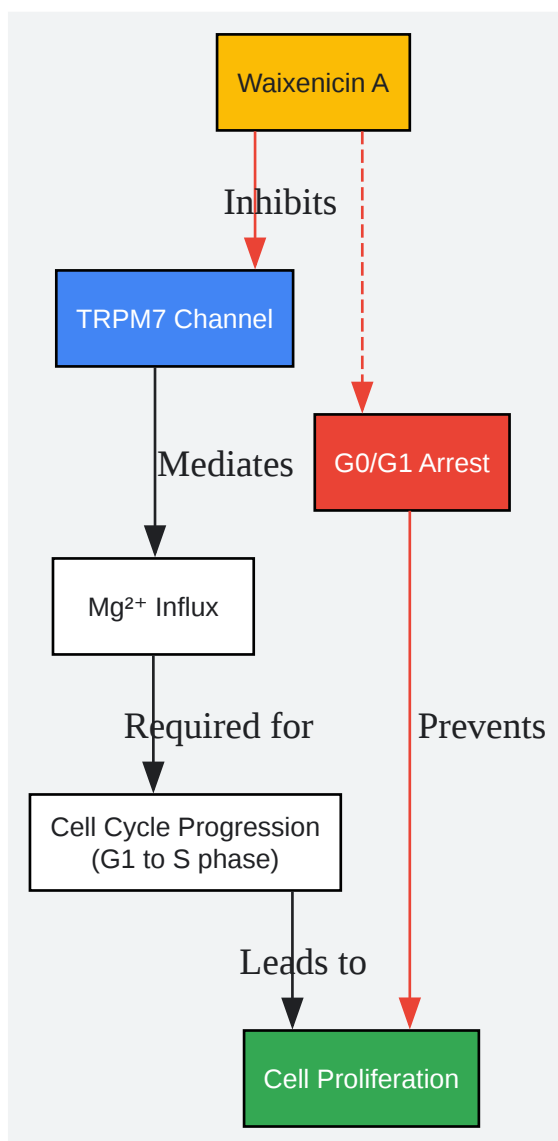 Waixenicin A
Inhibits
TRPM7 Channel
Mediates
G0/G1 Arrest
Mg²⁺ Influx
Required for
Prevents
Cell Cycle Progression
(G1 to S phase)
Leads to
Cell Proliferation